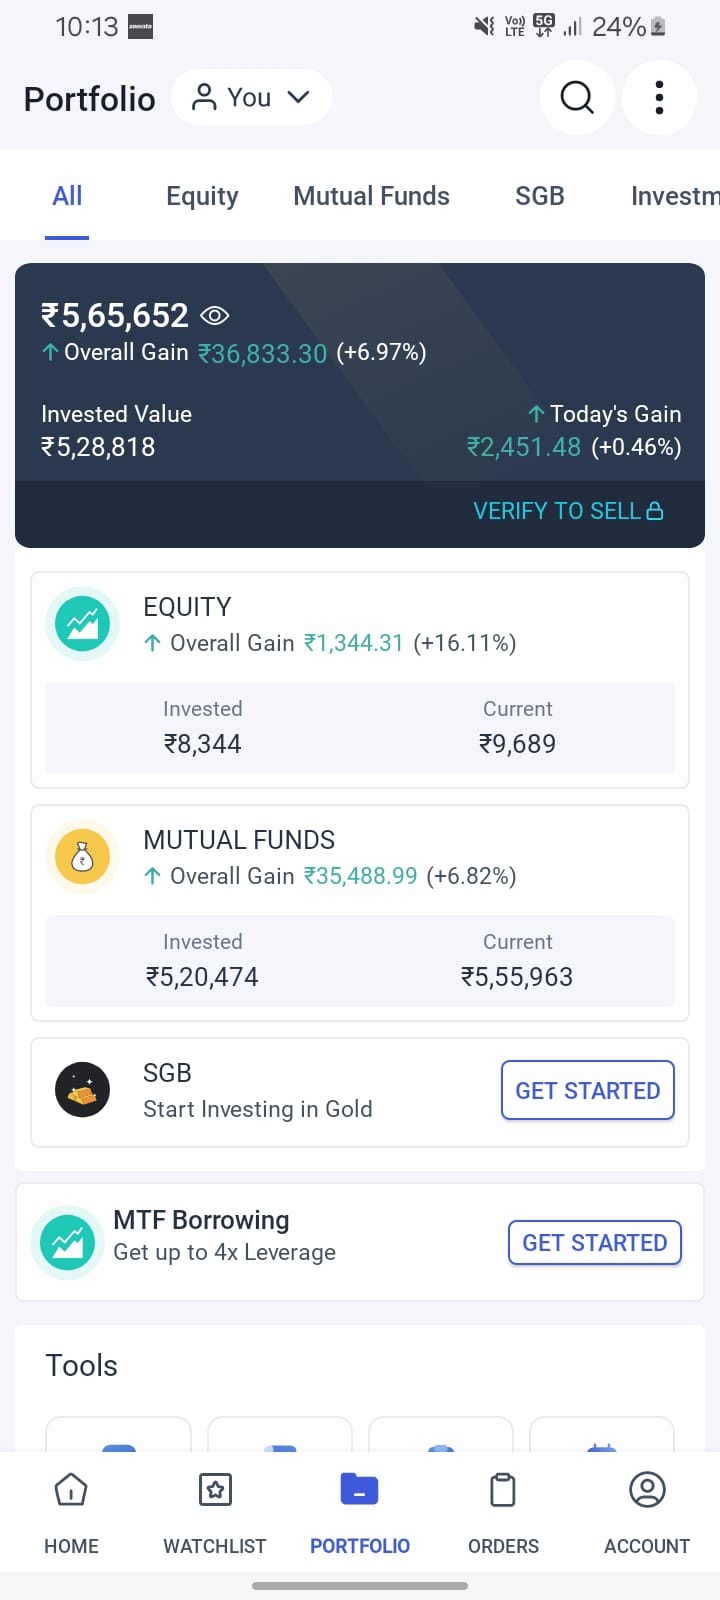 10:13 zomato Vo)) LTE 5G 24%
Portfolio You
All Equity Mutual Funds SGB Investm
₹5,65,652
↑ Overall Gain ₹36,833.30 (+6.97%)
Invested Value ↑ Today's Gain
₹5,28,818 ₹2,451.48 (+0.46%)
VERIFY TO SELL
EQUITY
↑ Overall Gain ₹1,344.31 (+16.11%)
Invested Current
₹8,344 ₹9,689
MUTUAL FUNDS
↑ Overall Gain ₹35,488.99 (+6.82%)
Invested Current
₹5,20,474 ₹5,55,963
SGB
Start Investing in Gold
GET STARTED
MTF Borrowing
Get up to 4x Leverage
GET STARTED
Tools
HOME WATCHLIST PORTFOLIO ORDERS ACCOUNT